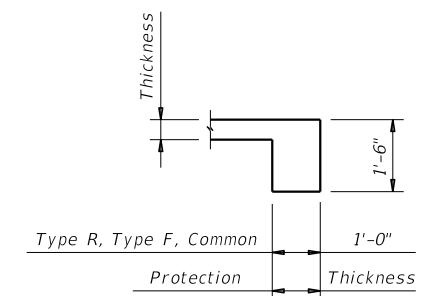 Thickness
1'-6"
Type R, Type F, Common 1'-0"
Protection Thickness